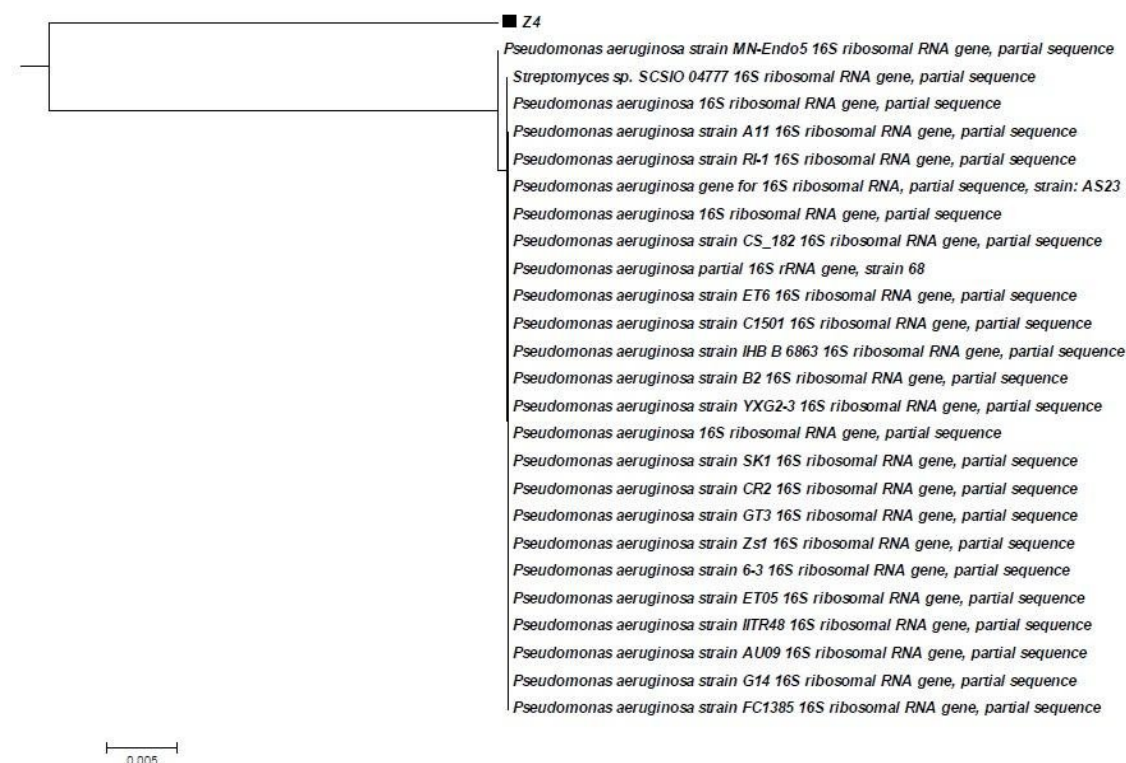 Z4
Pseudomonas aeruginosa strain MN-Endo5 16S ribosomal RNA gene, partial sequence
Streptomyces sp. SCSIO 04777 16S ribosomal RNA gene, partial sequence
Pseudomonas aeruginosa 16S ribosomal RNA gene, partial sequence
Pseudomonas aeruginosa strain A11 16S ribosomal RNA gene, partial sequence
Pseudomonas aeruginosa strain RI-1 16S ribosomal RNA gene, partial sequence
Pseudomonas aeruginosa gene for 16S ribosomal RNA, partial sequence, strain: AS23
Pseudomonas aeruginosa 16S ribosomal RNA gene, partial sequence
Pseudomonas aeruginosa strain CS_182 16S ribosomal RNA gene, partial sequence
Pseudomonas aeruginosa partial 16S rRNA gene, strain 68
Pseudomonas aeruginosa strain ET6 16S ribosomal RNA gene, partial sequence
Pseudomonas aeruginosa strain C1501 16S ribosomal RNA gene, partial sequence
Pseudomonas aeruginosa strain IHB B 6863 16S ribosomal RNA gene, partial sequence
Pseudomonas aeruginosa strain B2 16S ribosomal RNA gene, partial sequence
Pseudomonas aeruginosa strain YXG2-3 16S ribosomal RNA gene, partial sequence
Pseudomonas aeruginosa 16S ribosomal RNA gene, partial sequence
Pseudomonas aeruginosa strain SK1 16S ribosomal RNA gene, partial sequence
Pseudomonas aeruginosa strain CR2 16S ribosomal RNA gene, partial sequence
Pseudomonas aeruginosa strain GT3 16S ribosomal RNA gene, partial sequence
Pseudomonas aeruginosa strain Zs1 16S ribosomal RNA gene, partial sequence
Pseudomonas aeruginosa strain 6-3 16S ribosomal RNA gene, partial sequence
Pseudomonas aeruginosa strain ET05 16S ribosomal RNA gene, partial sequence
Pseudomonas aeruginosa strain IITR48 16S ribosomal RNA gene, partial sequence
Pseudomonas aeruginosa strain AU09 16S ribosomal RNA gene, partial sequence
Pseudomonas aeruginosa strain G14 16S ribosomal RNA gene, partial sequence
Pseudomonas aeruginosa strain FC1385 16S ribosomal RNA gene, partial sequence
0.005